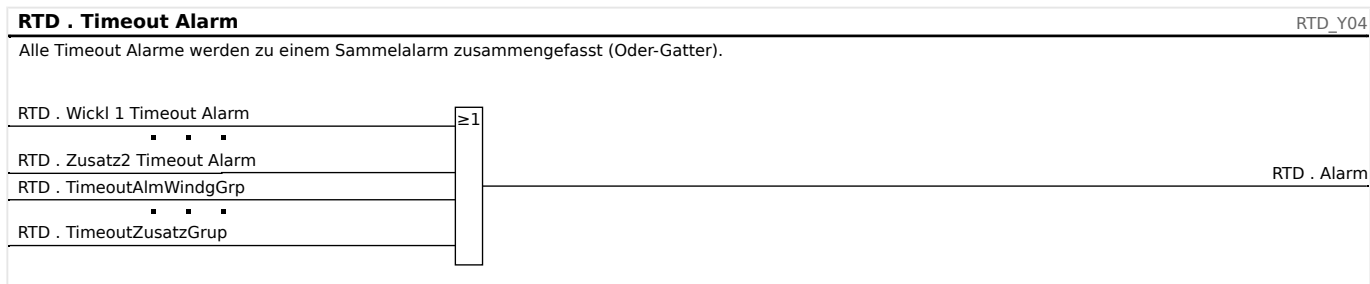 RTD . Timeout Alarm
RTD_Y04
Alle Timeout Alarme werden zu einem Sammelalarm zusammengefasst (Oder-Gatter).
RTD . Wickl 1 Timeout Alarm
≥1
RTD . Zusatz2 Timeout Alarm
RTD . Alarm
RTD . TimeoutAlmWindgGrp
RTD . TimeoutZusatzGrup